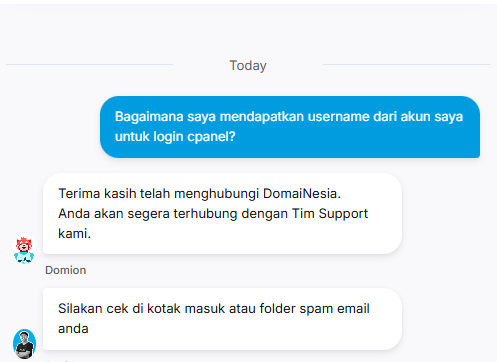 Today
Bagaimana saya mendapatkan username dari akun saya
untuk login cpanel?
Terima kasih telah menghubungi DomaiNesia.
Anda akan segera terhubung dengan Tim Support
kami.
Domion
Silakan cek di kotak masuk atau folder spam email
anda